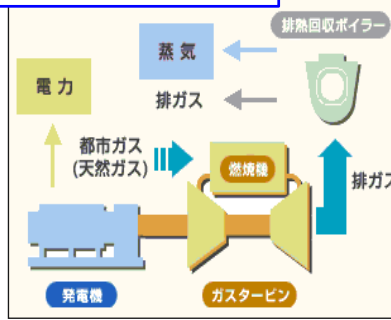 排熱回収ボイラー
蒸気
電力
排ガス
都市ガス
(天然ガス)
燃焼機
排ガス
発電機
ガスタービン